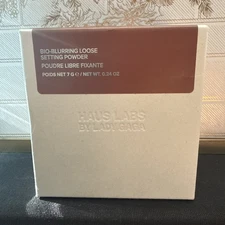 BIO-BLURRING LOOSE
SETTING POWDER
POUDRE LIBRE FIXANTE
POIDS NET 7 G ℮ / NET WT. 0.24 OZ
HAUS LABS
BY LADY GAGA